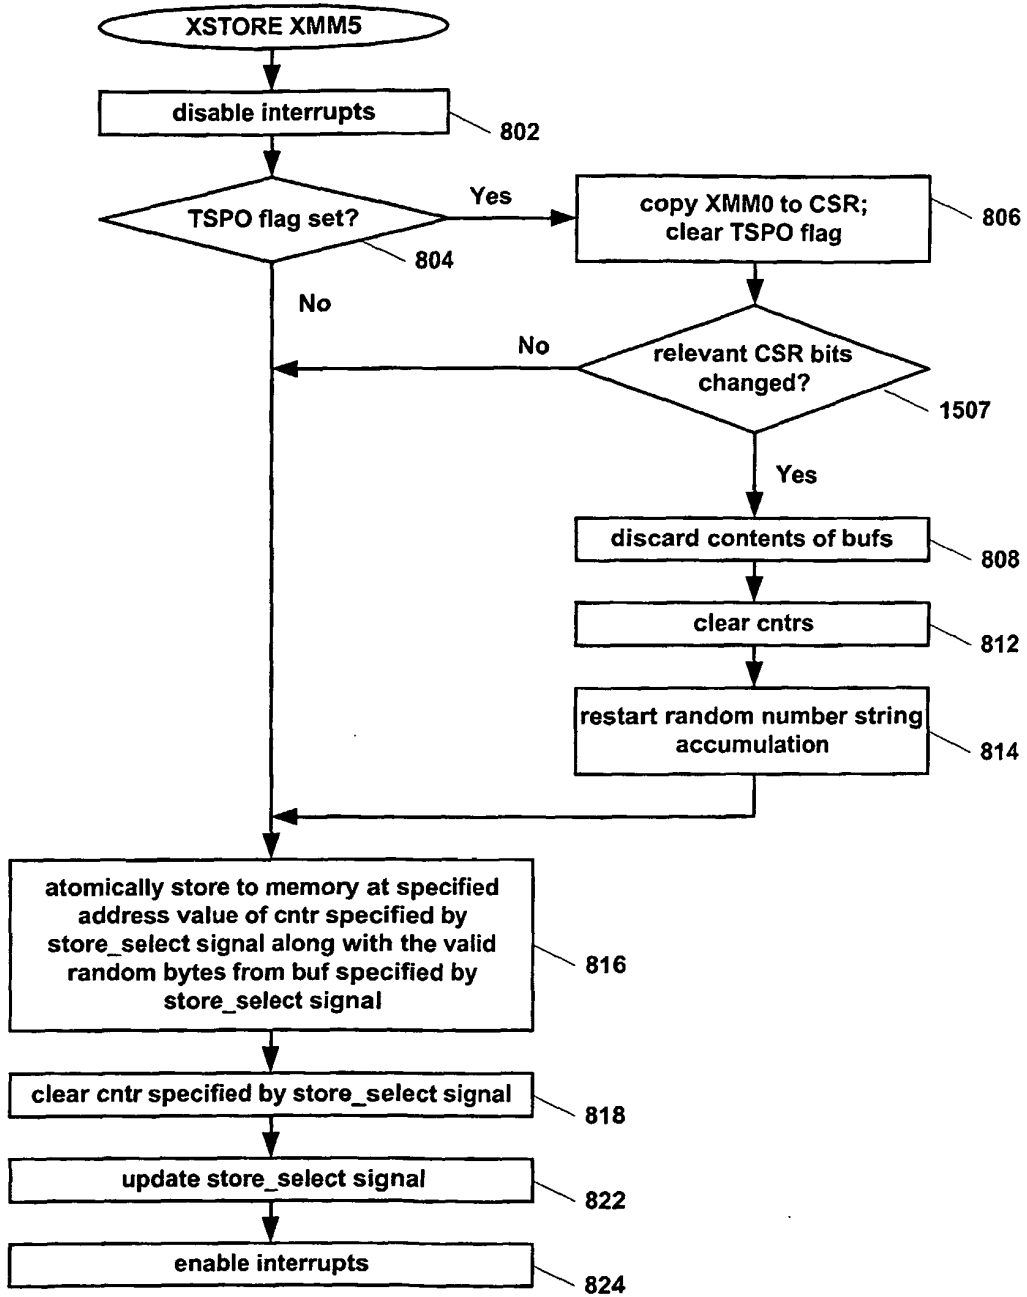 XSTORE XMM5
disable interrupts
802
TSPO flag set?
804
Yes
No
copy XMM0 to CSR;
clear TSPO flag
806
relevant CSR bits
changed?
1507
No
Yes
discard contents of bufs
808
clear cntrs
812
restart random number string
accumulation
814
atomically store to memory at specified
address value of cntr specified by
store_select signal along with the valid
random bytes from buf specified by
store_select signal
816
clear cntr specified by store_select signal
818
update store_select signal
822
enable interrupts
824